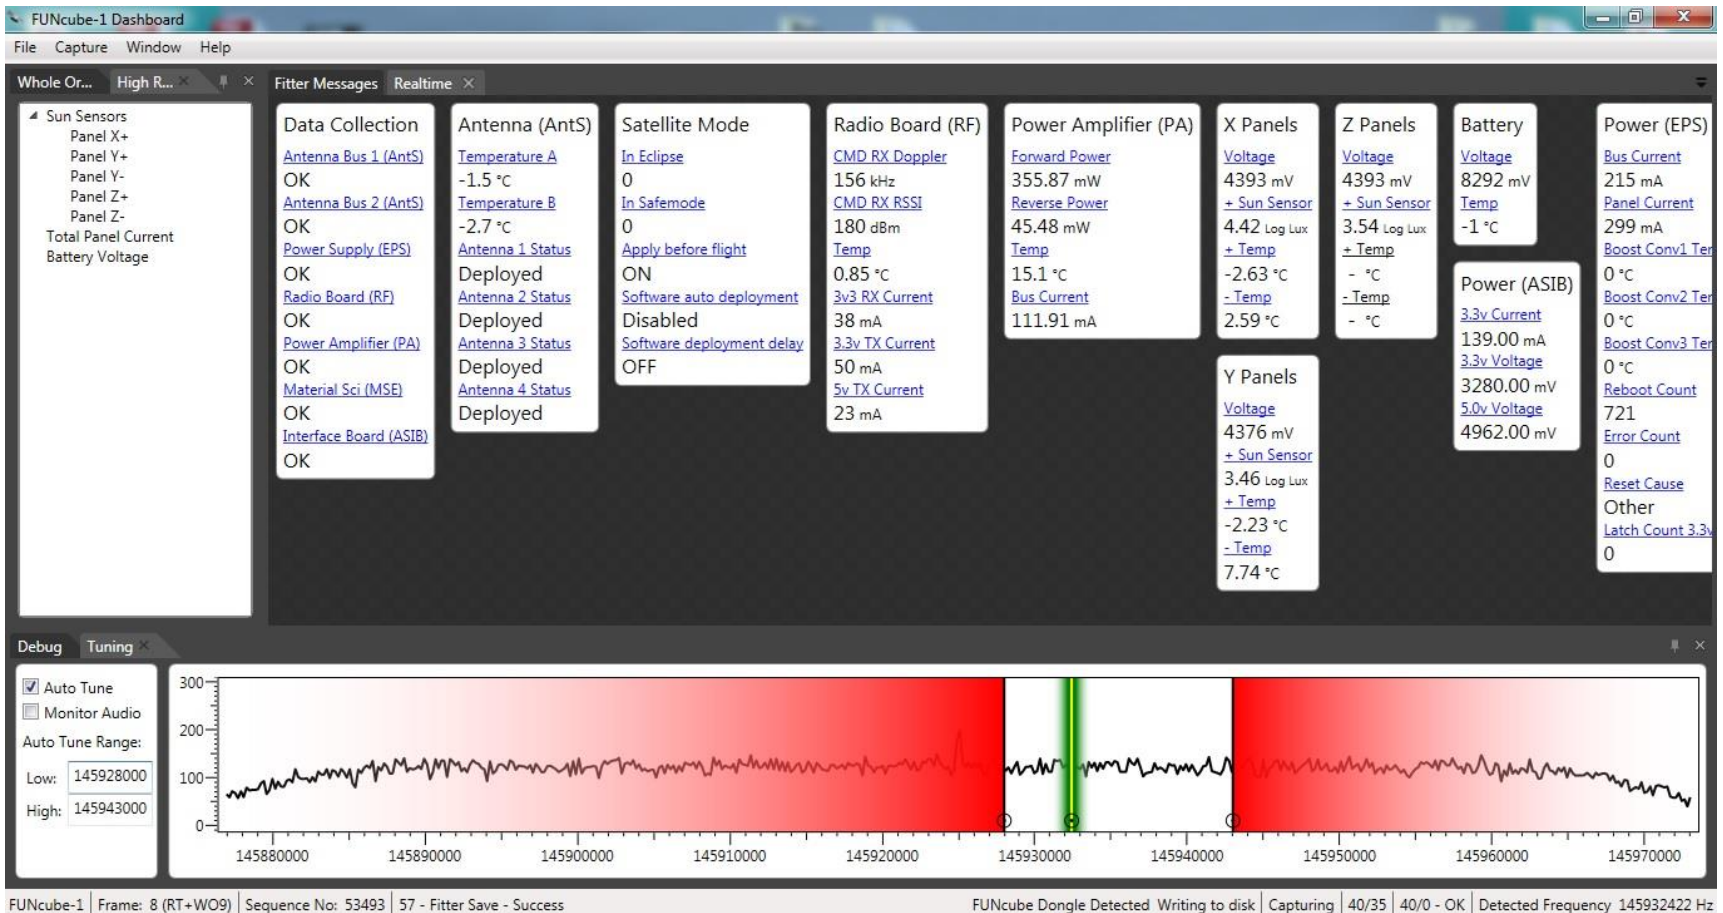 FUNcube-1 Dashboard
File Capture Window Help
Whole Or... High R...
Sun Sensors
Panel X+
Panel Y+
Panel Y-
Panel Z+
Panel Z-
Total Panel Current
Battery Voltage
Fitter Messages Realtime
Data Collection
Antenna Bus 1 (AntS)
OK
Antenna Bus 2 (AntS)
OK
Power Supply (EPS)
OK
Radio Board (RF)
OK
Power Amplifier (PA)
OK
Material Sci (MSE)
OK
Interface Board (ASIB)
OK
Antenna (AntS)
Temperature A
-1.5 °C
Temperature B
-2.7 °C
Antenna 1 Status
Deployed
Antenna 2 Status
Deployed
Antenna 3 Status
Deployed
Antenna 4 Status
Deployed
Satellite Mode
In Eclipse
0
In Safemode
0
Apply before flight
ON
Software auto deployment
Disabled
Software deployment delay
OFF
Radio Board (RF)
CMD RX Doppler
156 kHz
CMD RX RSSI
180 dBm
Temp
0.85 °C
3v3 RX Current
38 mA
3.3v TX Current
50 mA
5v TX Current
23 mA
Power Amplifier (PA)
Forward Power
355.87 mW
Reverse Power
45.48 mW
Temp
15.1 °C
Bus Current
111.91 mA
X Panels
Voltage
4393 mV
+ Sun Sensor
4.42 Log Lux
+ Temp
-2.63 °C
- Temp
2.59 °C
Y Panels
Voltage
4376 mV
+ Sun Sensor
3.46 Log Lux
+ Temp
-2.23 °C
- Temp
7.74 °C
Z Panels
Voltage
4393 mV
+ Sun Sensor
3.54 Log Lux
+ Temp
- °C
- Temp
- °C
Battery
Voltage
8292 mV
Temp
-1 °C
Power (ASIB)
3.3v Current
139.00 mA
3.3v Voltage
3280.00 mV
5.0v Voltage
4962.00 mV
Power (EPS)
Bus Current
215 mA
Panel Current
299 mA
Boost Conv1 Ter
0 °C
Boost Conv2 Ter
0 °C
Boost Conv3 Ter
0 °C
Reboot Count
721
Error Count
0
Reset Cause
Other
Latch Count 3.3v
0
Debug Tuning
Auto Tune
Monitor Audio
Auto Tune Range:
Low: 145928000
High: 145943000
300
200
100
0
145880000 145890000 145900000 145910000 145920000 145930000 145940000 145950000 145960000 145970000
FUNcube-1 Frame: 8 (RT+WO9) Sequence No: 53493 57 - Fitter Save - Success FUNcube Dongle Detected Writing to disk Capturing 40/35 40/0 - OK Detected Frequency 145932422 Hz